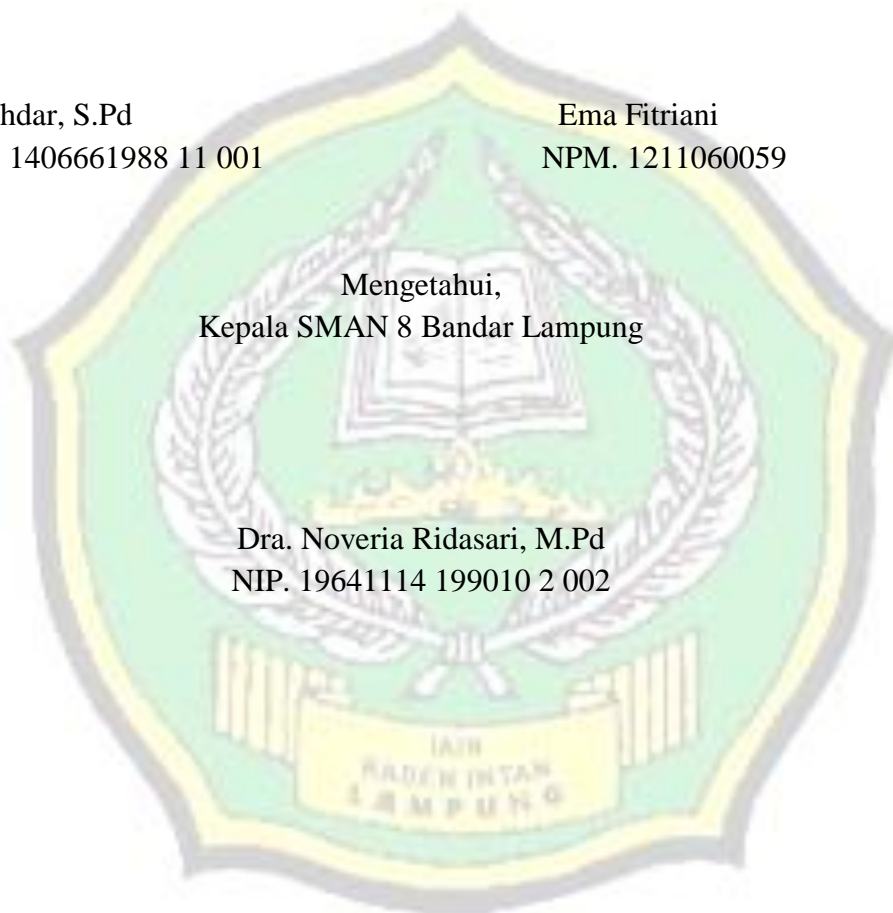 hdar, S.Pd
Ema Fitriani
1406661988 11 001
NPM. 1211060059
Mengetahui,
Kepala SMAN 8 Bandar Lampung
Dra. Noveria Ridasari, M.Pd
NIP. 19641114 199010 2 002
IAIN
RADEN INTAN
LAMPUNG